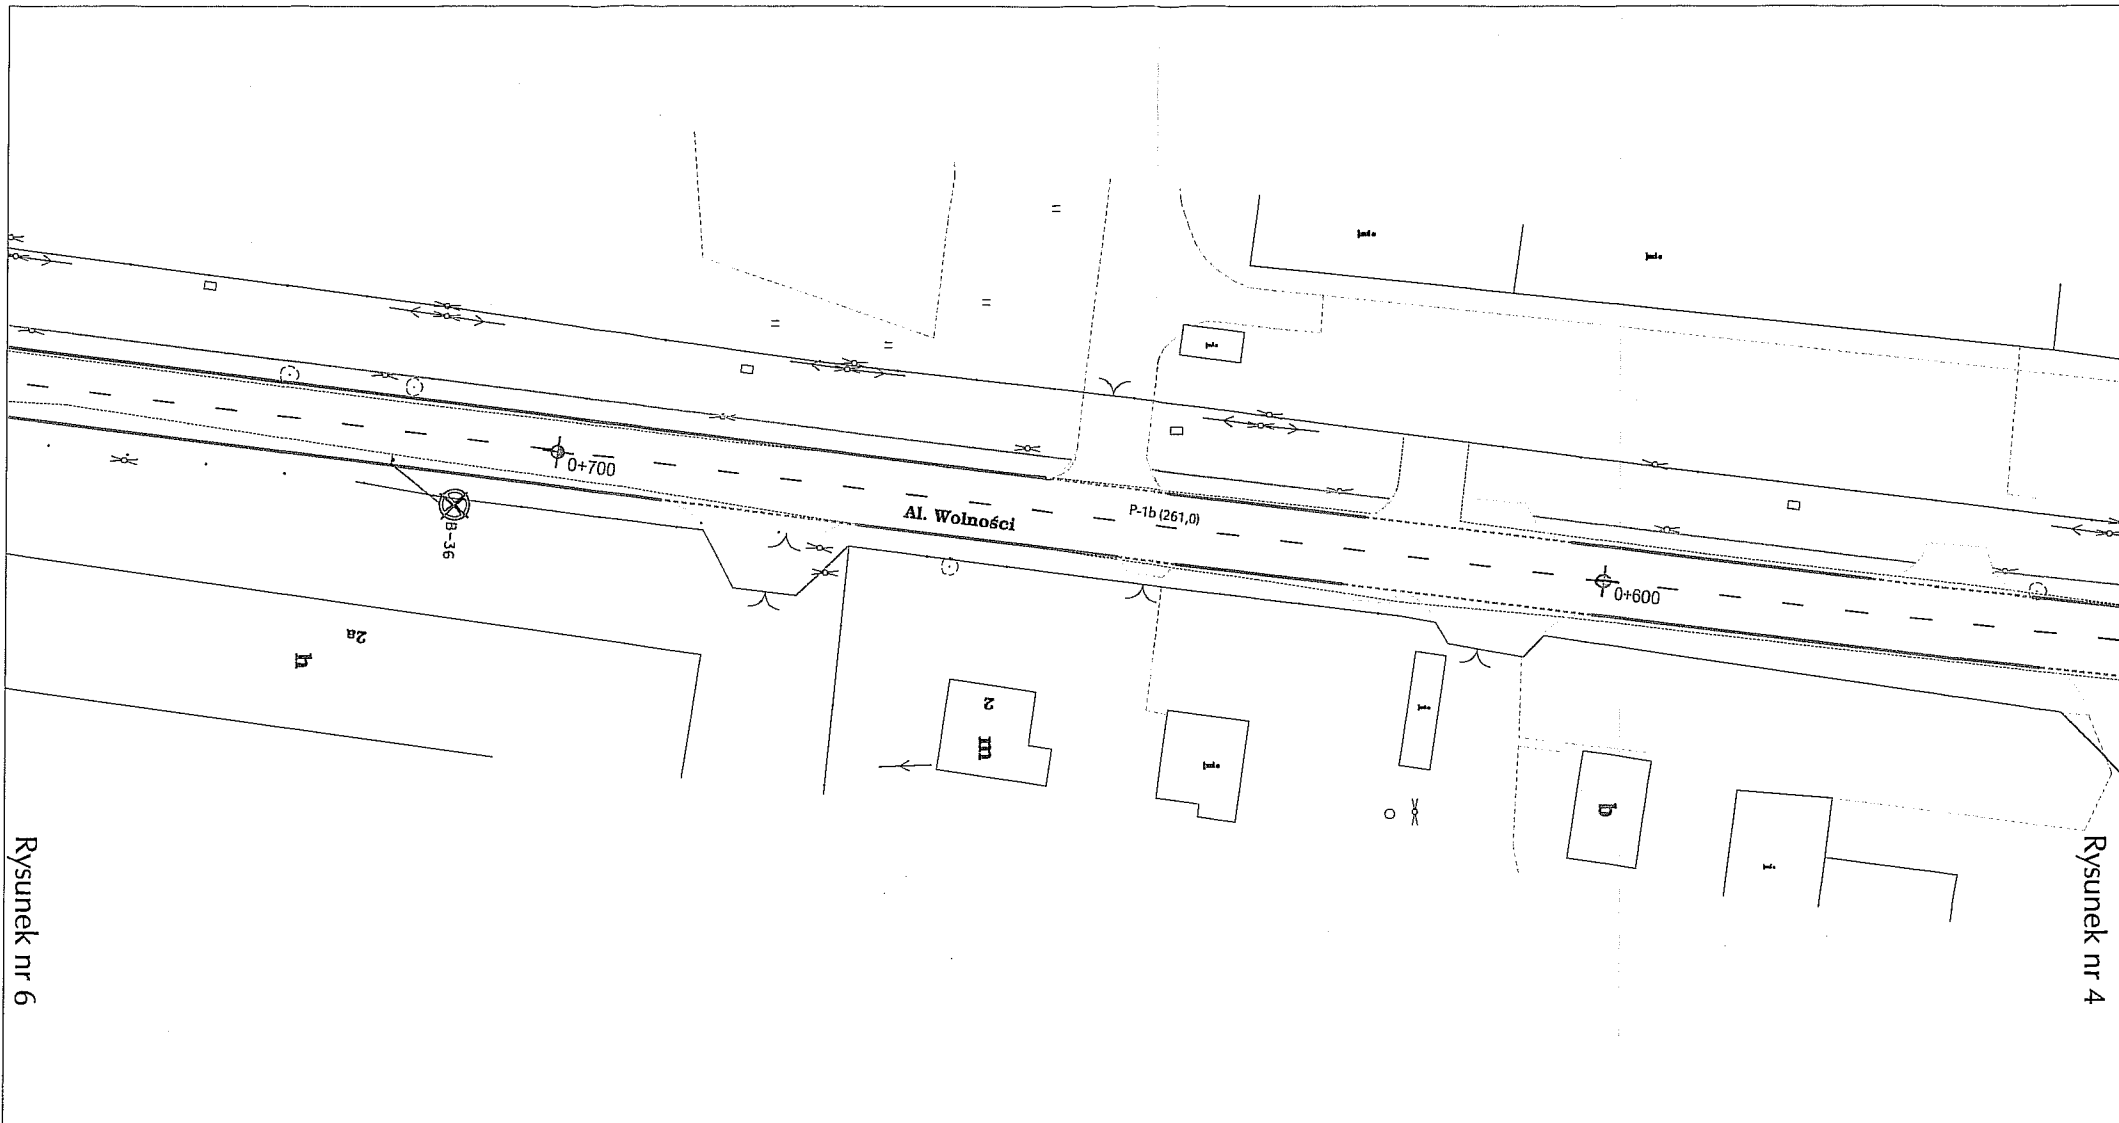 0+700
B-36
Al. Wolności
P-1b (261,0)
0+600
2a
h
2
m
i
b
i
Rysunek nr 6
Rysunek nr 4